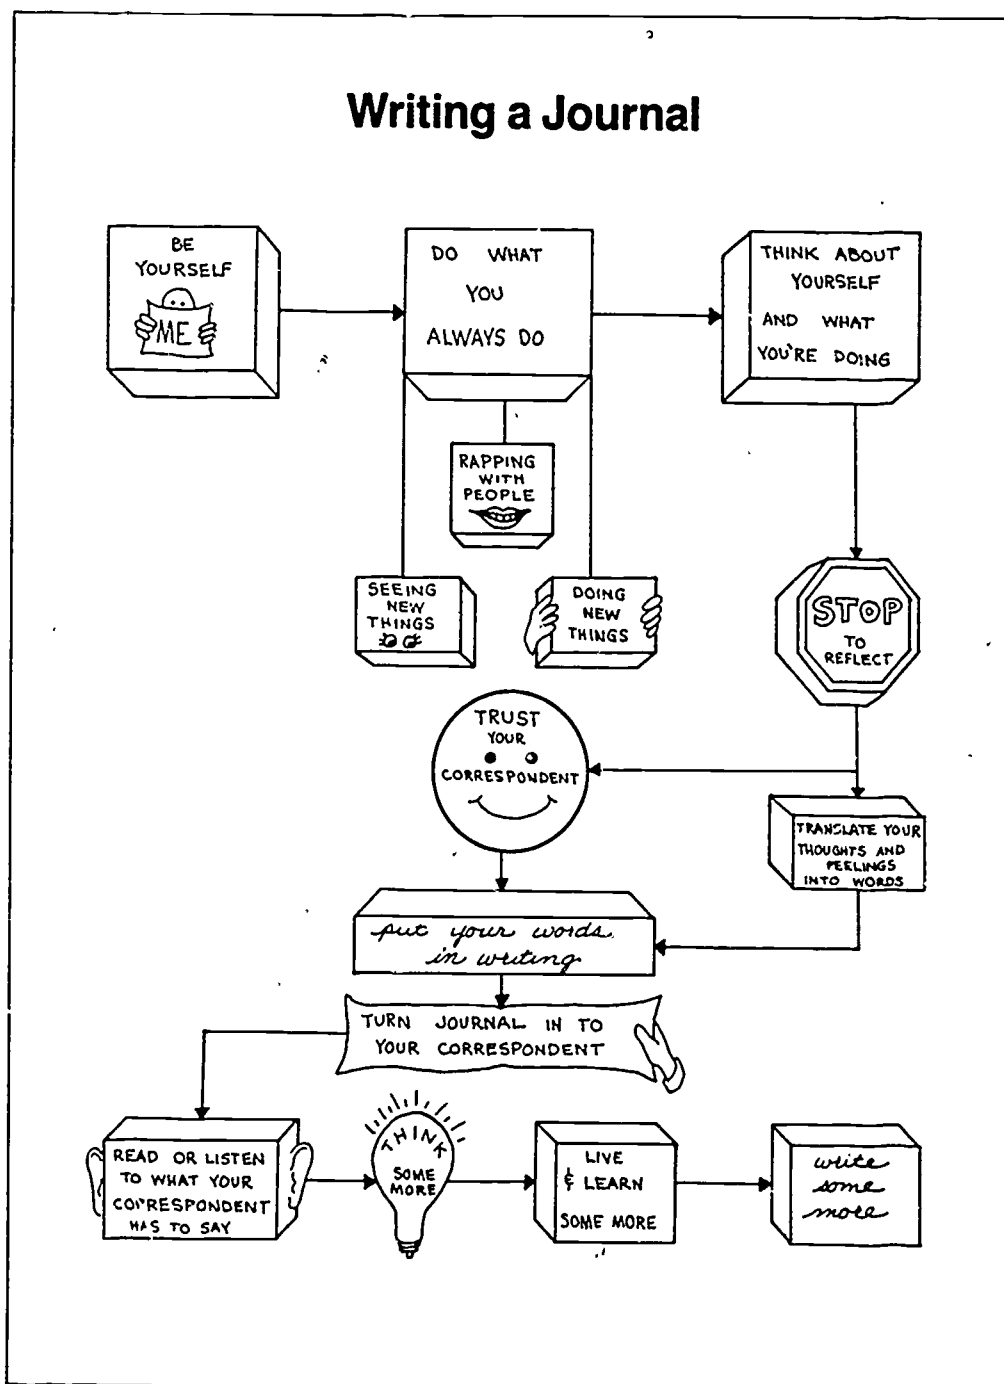 Writing a Journal
BE
YOURSELF
ME
DO WHAT
YOU
ALWAYS DO
THINK ABOUT
YOURSELF
AND WHAT
YOU'RE DOING
RAPPING
WITH
PEOPLE
SEEING
NEW
THINGS
DOING
NEW
THINGS
STOP
TO
REFLECT
TRUST
YOUR
CORRESPONDENT
TRANSLATE YOUR
THOUGHTS AND
FEELINGS
INTO WORDS
put your words
in writing
TURN JOURNAL IN TO
YOUR CORRESPONDENT
READ OR LISTEN
TO WHAT YOUR
CORRESPONDENT
HAS TO SAY
THINK
SOME
MORE
LIVE
& LEARN
SOME MORE
write
some
more